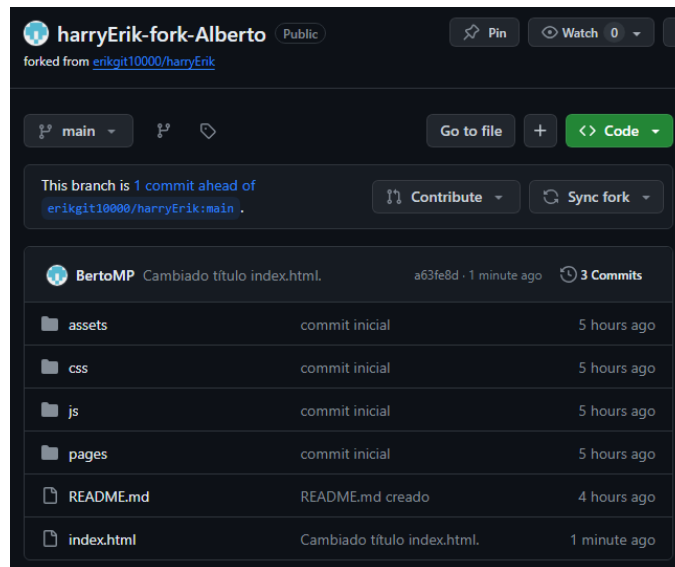 harryErik-fork-Alberto Public Pin Watch 0
forked from erikgit10000/harryErik
main Go to file + <> Code
This branch is 1 commit ahead of
erikgit10000/harryErik:main .
Contribute Sync fork
BertoMP Cambiado título index.html. a63fe8d · 1 minute ago 3 Commits
assets commit inicial 5 hours ago
css commit inicial 5 hours ago
js commit inicial 5 hours ago
pages commit inicial 5 hours ago
README.md README.md creado 4 hours ago
index.html Cambiado título index.html. 1 minute ago